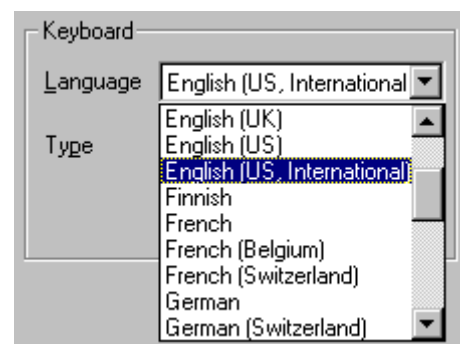 Keyboard
Language English (US, International
English (UK)
Type English (US)
English (US, International)
Finnish
French
French (Belgium)
French (Switzerland)
German
German (Switzerland)